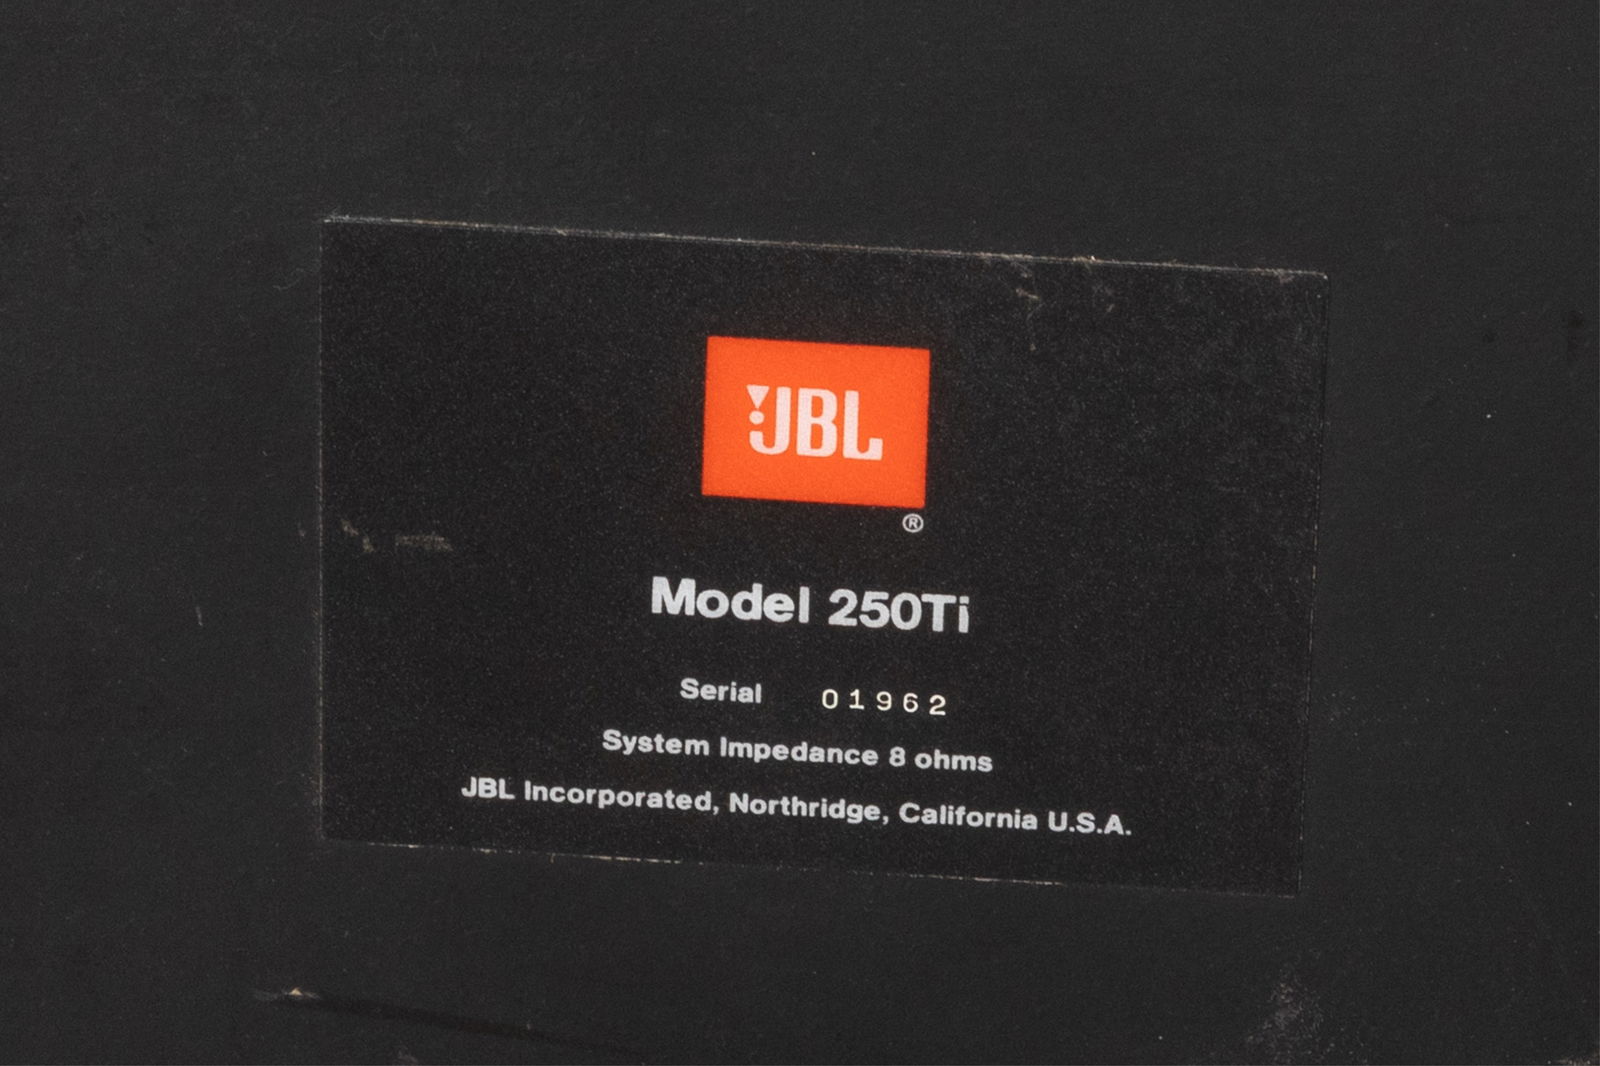 JBL
®
Model 250Ti
Serial 01962
System Impedance 8 ohms
JBL Incorporated, Northridge, California U.S.A.